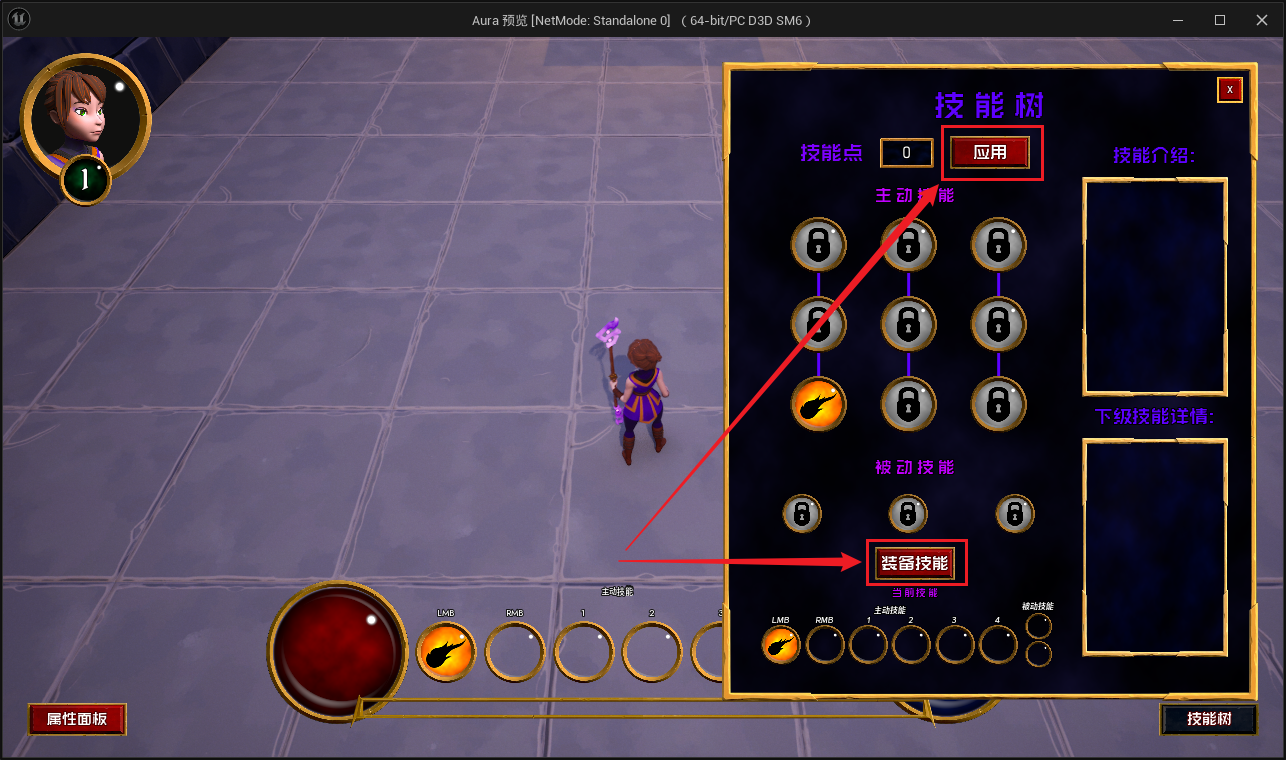 Aura 预览 [NetMode: Standalone 0] ( 64-bit/PC D3D SM6 )
X
技能树
技能点 0 应用
技能介绍:
主动技能
1
下级技能详情:
被动技能
装备技能
当前技能
主动技能
被动技能
LMB RMB 1 2 3 4
主动技能
LMB RMB 1 2 3
属性面板
技能树